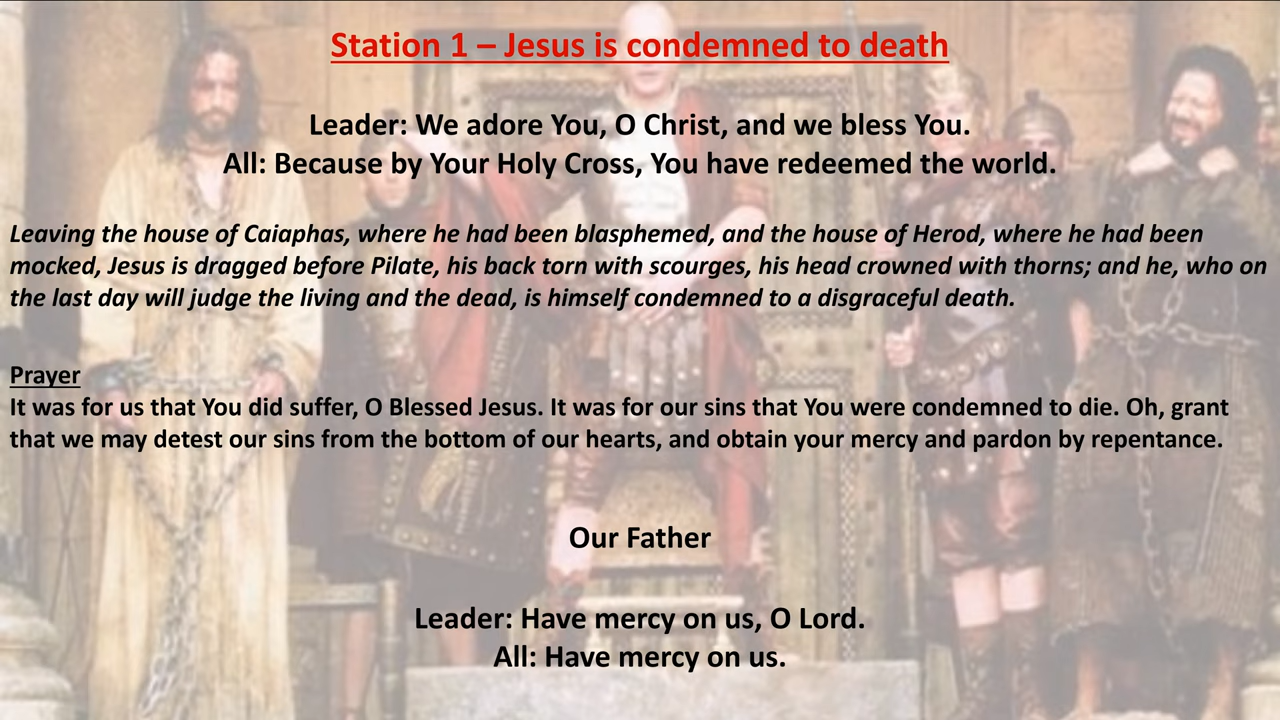 Station 1 – Jesus is condemned to death
Leader: We adore You, O Christ, and we bless You.
All: Because by Your Holy Cross, You have redeemed the world.
Leaving the house of Caiaphas, where he had been blasphemed, and the house of Herod, where he had been
mocked, Jesus is dragged before Pilate, his back torn with scourges, his head crowned with thorns; and he, who on
the last day will judge the living and the dead, is himself condemned to a disgraceful death.
Prayer
It was for us that You did suffer, O Blessed Jesus. It was for our sins that You were condemned to die. Oh, grant
that we may detest our sins from the bottom of our hearts, and obtain your mercy and pardon by repentance.
Our Father
Leader: Have mercy on us, O Lord.
All: Have mercy on us.